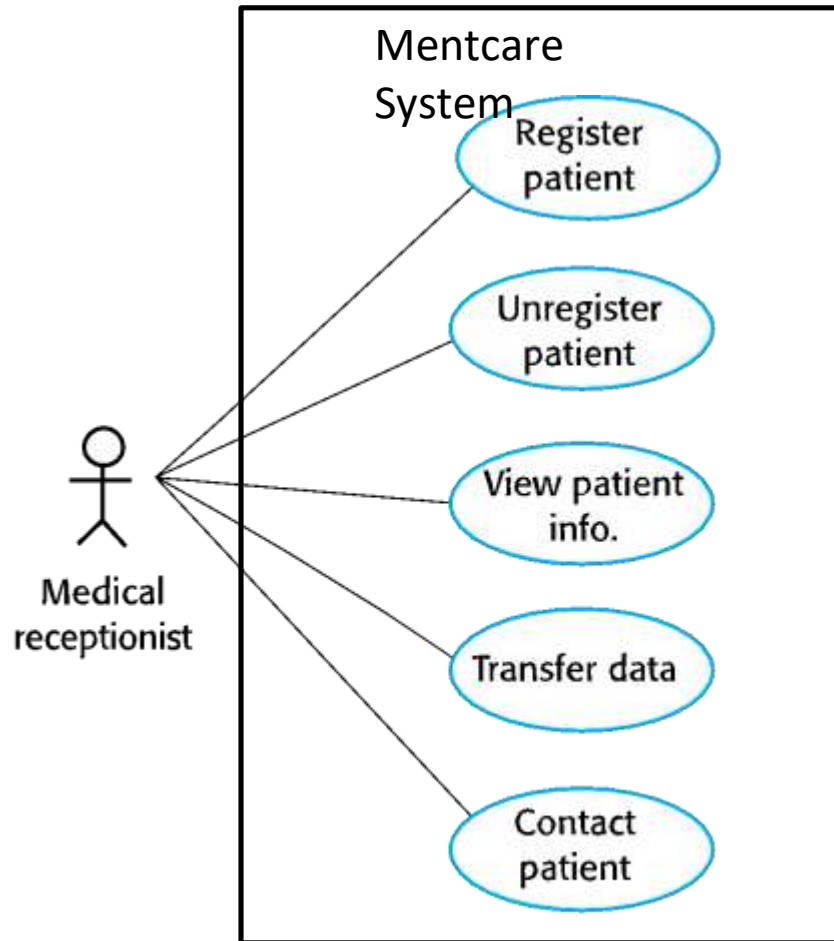 Mentcare
System
Register
patient
Unregister
patient
View patient
info.
Medical
receptionist
Transfer data
Contact
patient